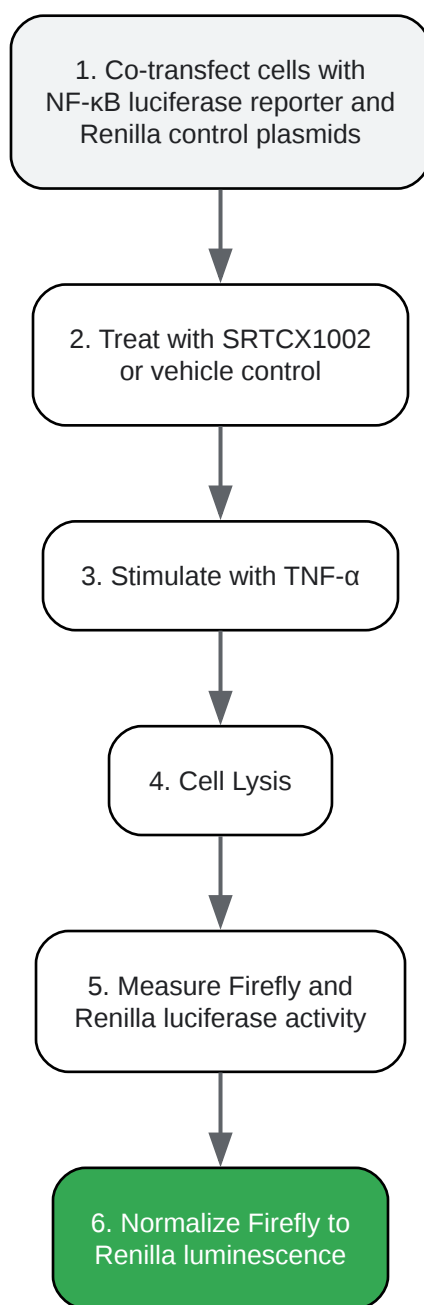 1. Co-transfect cells with
NF-κB luciferase reporter and
Renilla control plasmids
2. Treat with SRTCX1002
or vehicle control
3. Stimulate with TNF-α
4. Cell Lysis
5. Measure Firefly and
Renilla luciferase activity
6. Normalize Firefly to
Renilla luminescence